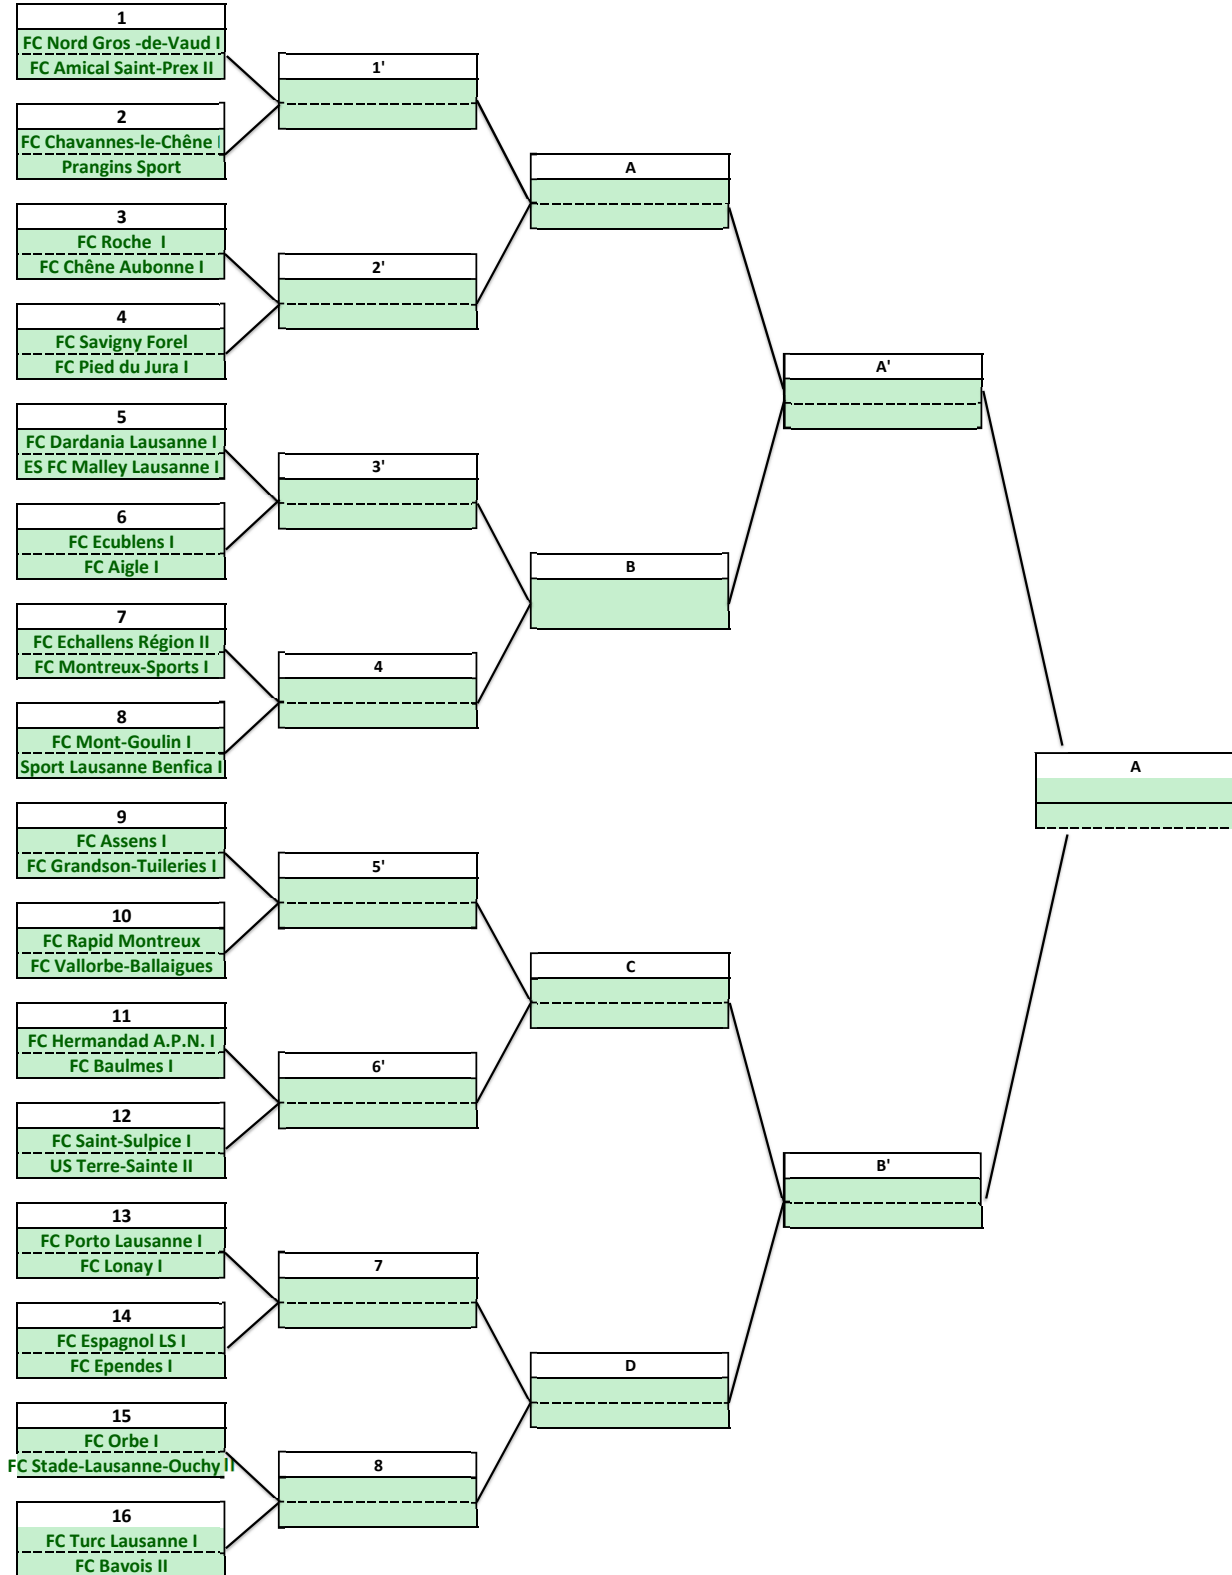 1
FC Nord Gros -de-Vaud I
FC Amical Saint-Prex II
2
FC Chavannes-le-Chêne I
Prangins Sport
3
FC Roche  I
FC Chêne Aubonne I
4
FC Savigny Forel
FC Pied du Jura I
5
FC Dardania Lausanne I
ES FC Malley Lausanne I
6
FC Ecublens I
FC Aigle I
7
FC Echallens Région II
FC Montreux-Sports I
8
FC Mont-Goulin I
Sport Lausanne Benfica I
9
FC Assens I
FC Grandson-Tuileries I
10
FC Rapid Montreux
FC Vallorbe-Ballaigues
11
FC Hermandad A.P.N. I
FC Baulmes I
12
FC Saint-Sulpice I
US Terre-Sainte II
13
FC Porto Lausanne I
FC Lonay I
14
FC Espagnol LS I
FC Ependes I
15
FC Orbe I
FC Stade-Lausanne-Ouchy II
16
FC Turc Lausanne I
FC Bavois II
1'
2'
3'
4
5'
6'
7
8
A
B
C
D
A'
B'
A